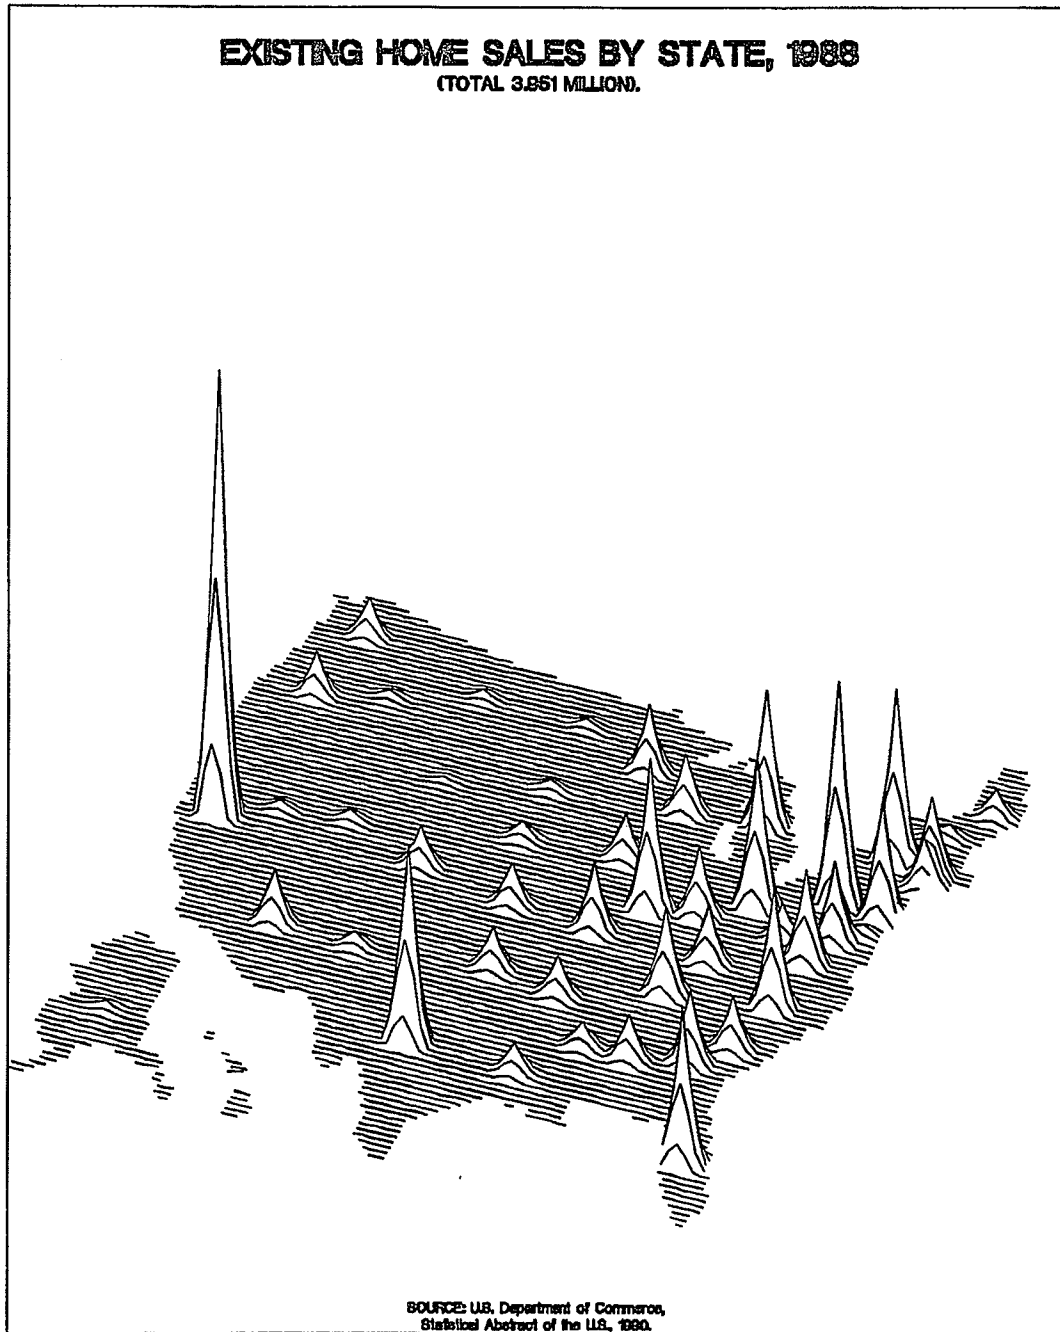 EXISTING HOME SALES BY STATE, 1988
(TOTAL 3.851 MILLION).
SOURCE: U.S. Department of Commerce,
Statistical Abstract of the U.S., 1990.